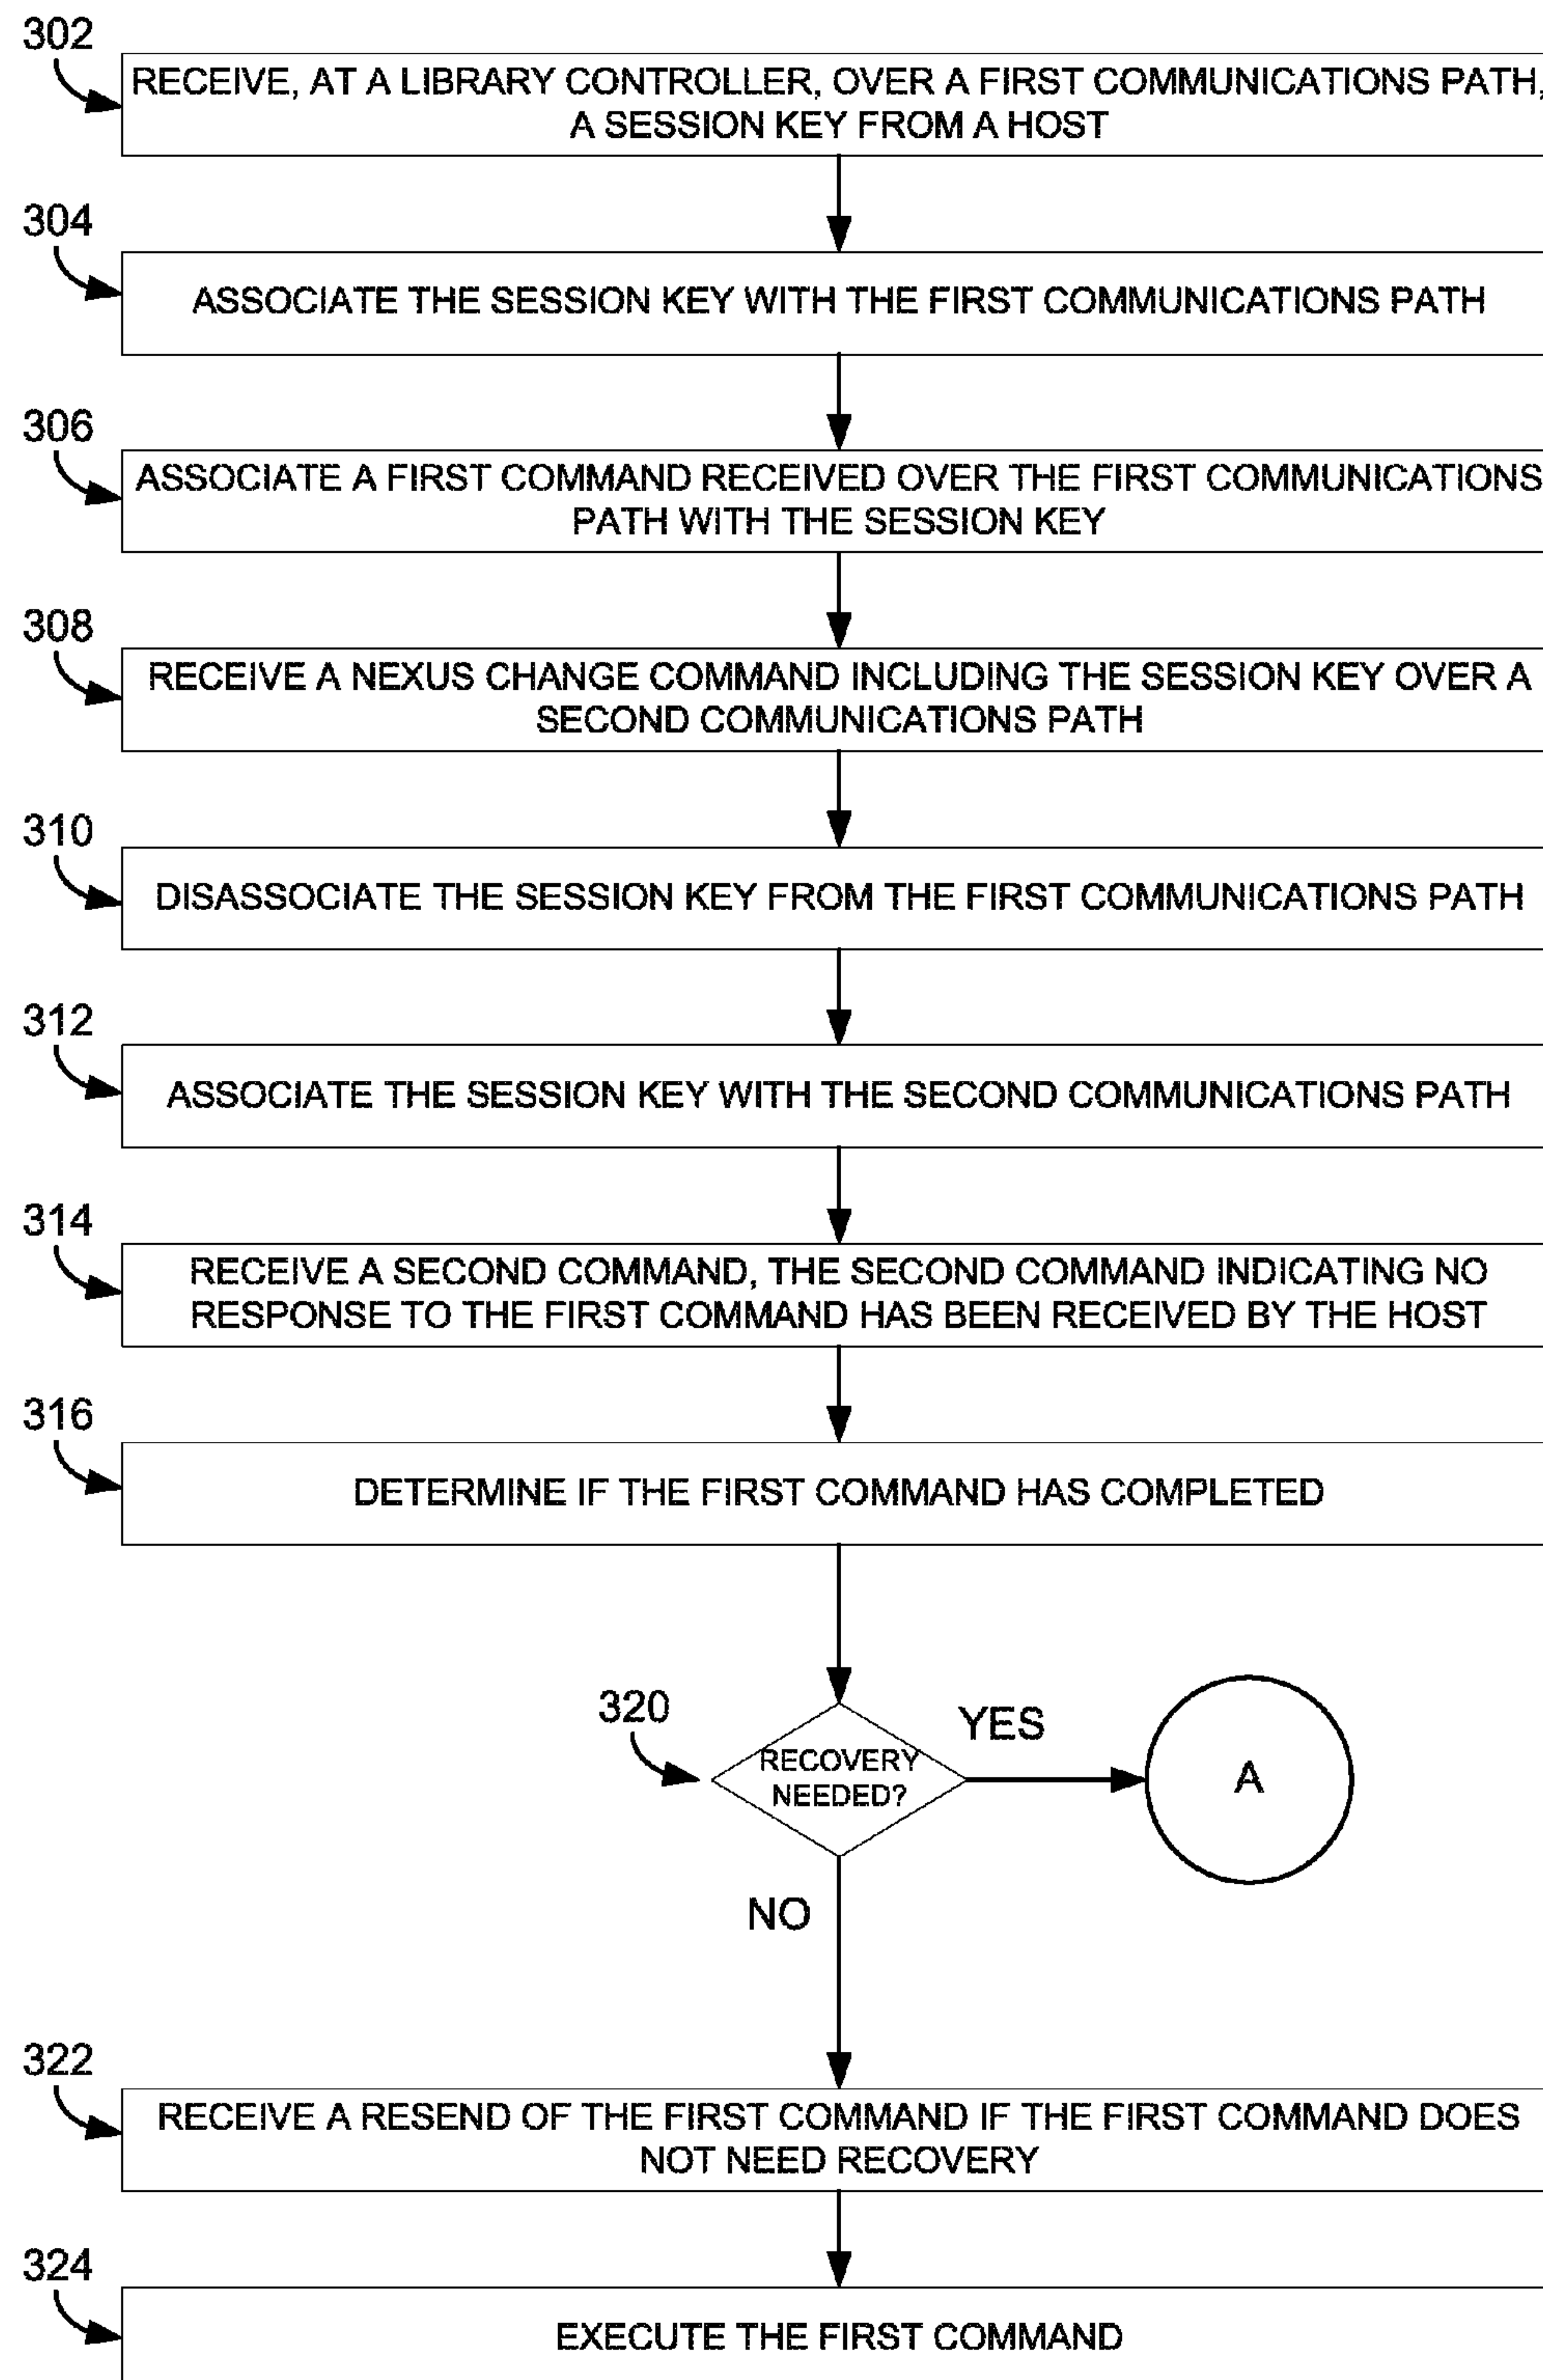 302
RECEIVE, AT A LIBRARY CONTROLLER, OVER A FIRST COMMUNICATIONS PATH,
A SESSION KEY FROM A HOST
304
ASSOCIATE THE SESSION KEY WITH THE FIRST COMMUNICATIONS PATH
306
ASSOCIATE A FIRST COMMAND RECEIVED OVER THE FIRST COMMUNICATIONS
PATH WITH THE SESSION KEY
308
RECEIVE A NEXUS CHANGE COMMAND INCLUDING THE SESSION KEY OVER A
SECOND COMMUNICATIONS PATH
310
DISASSOCIATE THE SESSION KEY FROM THE FIRST COMMUNICATIONS PATH
312
ASSOCIATE THE SESSION KEY WITH THE SECOND COMMUNICATIONS PATH
314
RECEIVE A SECOND COMMAND, THE SECOND COMMAND INDICATING NO
RESPONSE TO THE FIRST COMMAND HAS BEEN RECEIVED BY THE HOST
316
DETERMINE IF THE FIRST COMMAND HAS COMPLETED
320
RECOVERY
NEEDED?
YES
A
NO
322
RECEIVE A RESEND OF THE FIRST COMMAND IF THE FIRST COMMAND DOES
NOT NEED RECOVERY
324
EXECUTE THE FIRST COMMAND